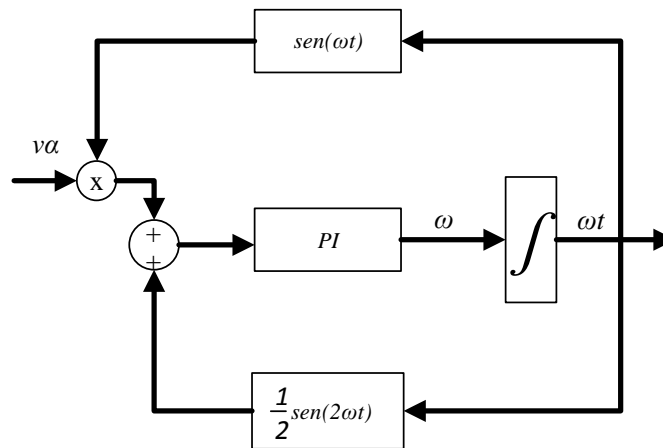 sen(ωt)
vα
x
+
+
PI
ω
∫
ωt
1/2 sen(2ωt)